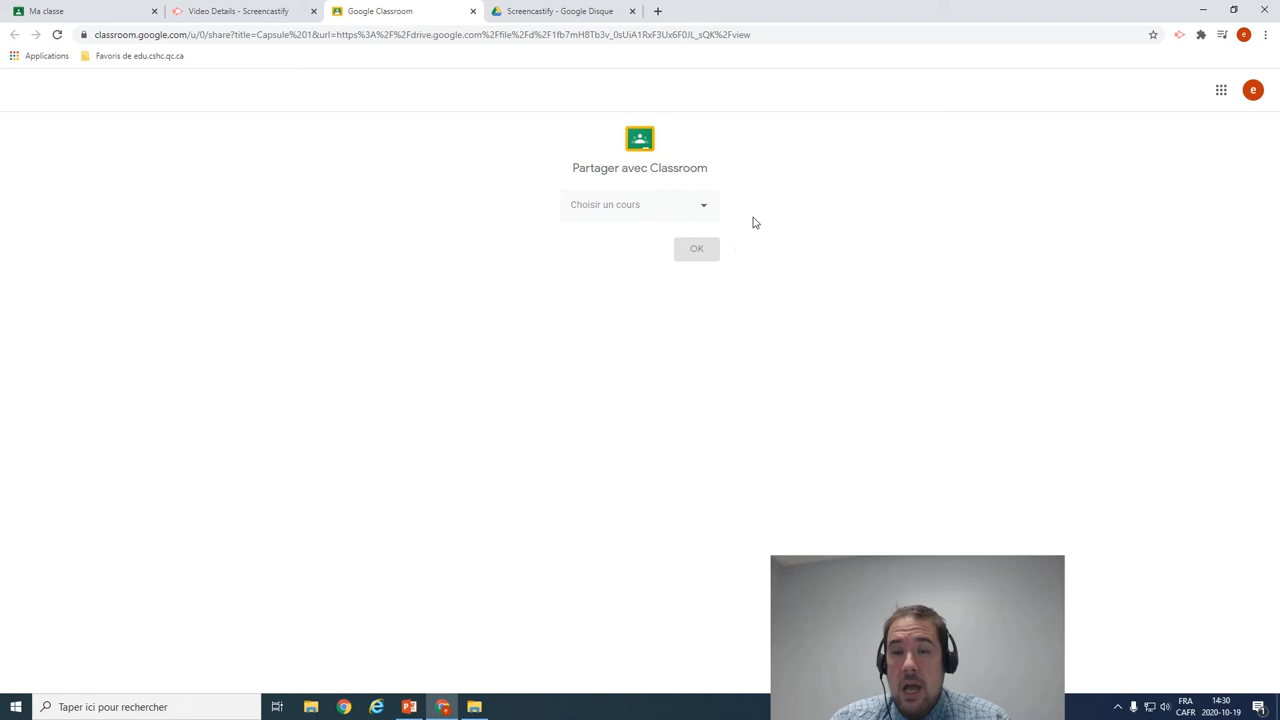 Ma classe
Video Details - Screencastify
Google Classroom
Screencastify - Google Disque
classroom.google.com/u/0/share?title=Capsule%201&url=https%3A%2F%2Fdrive.google.com%2Ffile%2Fd%2F1fb7mH8Tb3v_0sUiA1RxF3Ux6F0JL_sQK%2Fview
e
Applications
Favoris de edu.cshc.qc.ca
e
Partager avec Classroom
Choisir un cours
OK
Taper ici pour rechercher
FRA
CAFR
14:30
2020-10-19
1